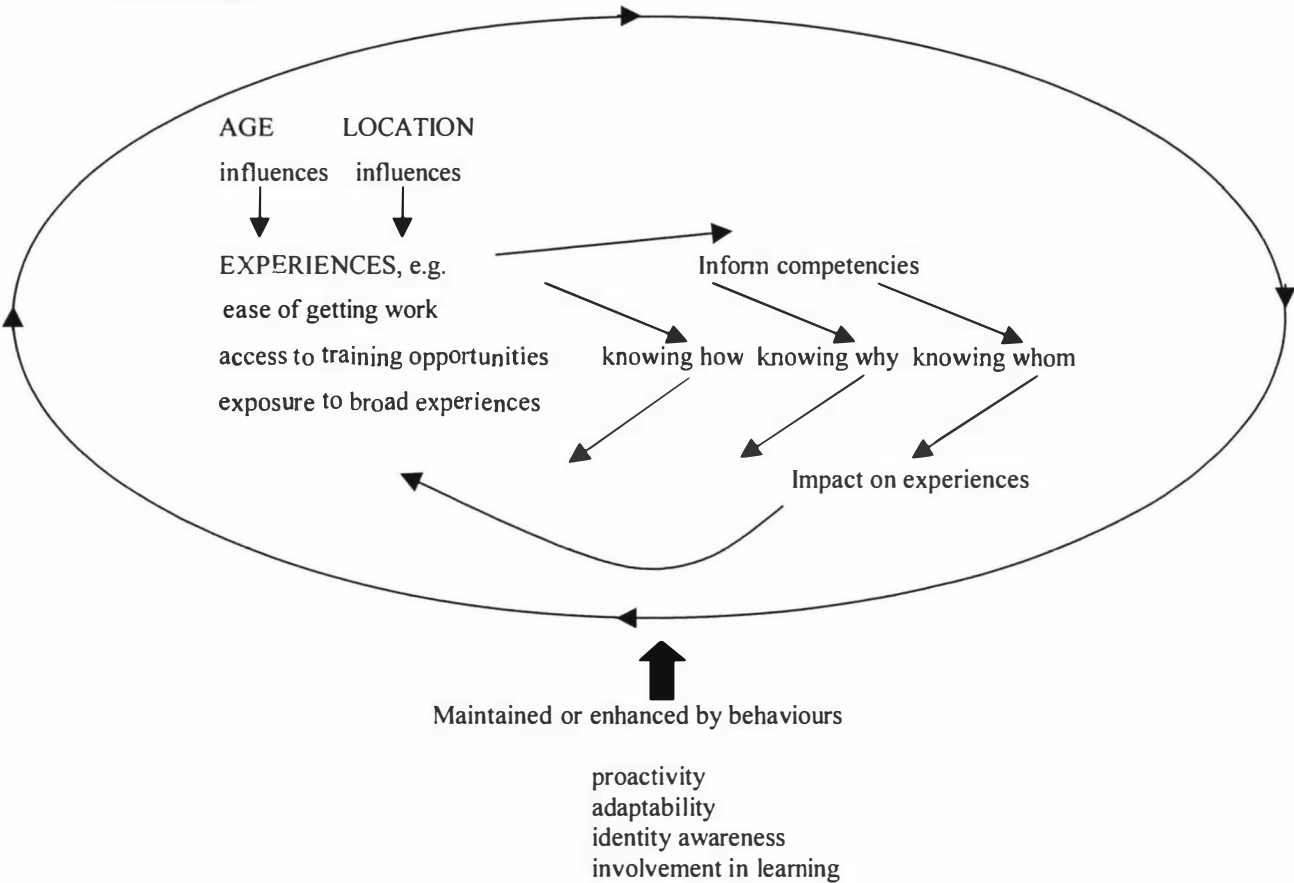 AGE LOCATION
influences influences
EXPERIENCES, e.g. Inform competencies
ease of getting work
access to training opportunities knowing how knowing why knowing whom
exposure to broad experiences
Impact on experiences
Maintained or enhanced by behaviours
proactivity
adaptability
identity awareness
involvement in learning